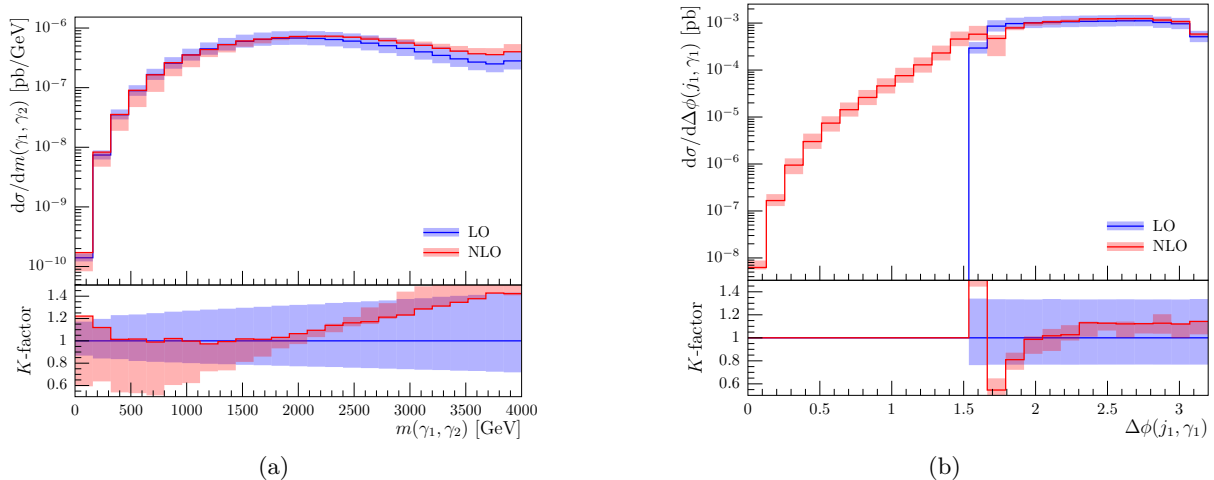 dσ/dm(γ₁, γ₂) [pb/GeV]
10⁻⁶
10⁻⁷
10⁻⁸
10⁻⁹
10⁻¹⁰
LO
NLO
K-factor
1.4
1.2
1
0.8
0.6
0 500 1000 1500 2000 2500 3000 3500 4000
m(γ₁, γ₂) [GeV]
(a)
dσ/dΔϕ(j₁, γ₁) [pb]
10⁻³
10⁻⁴
10⁻⁵
10⁻⁶
10⁻⁷
10⁻⁸
LO
NLO
K-factor
1.4
1.2
1
0.8
0.6
0 0.5 1 1.5 2 2.5 3
Δϕ(j₁, γ₁)
(b)